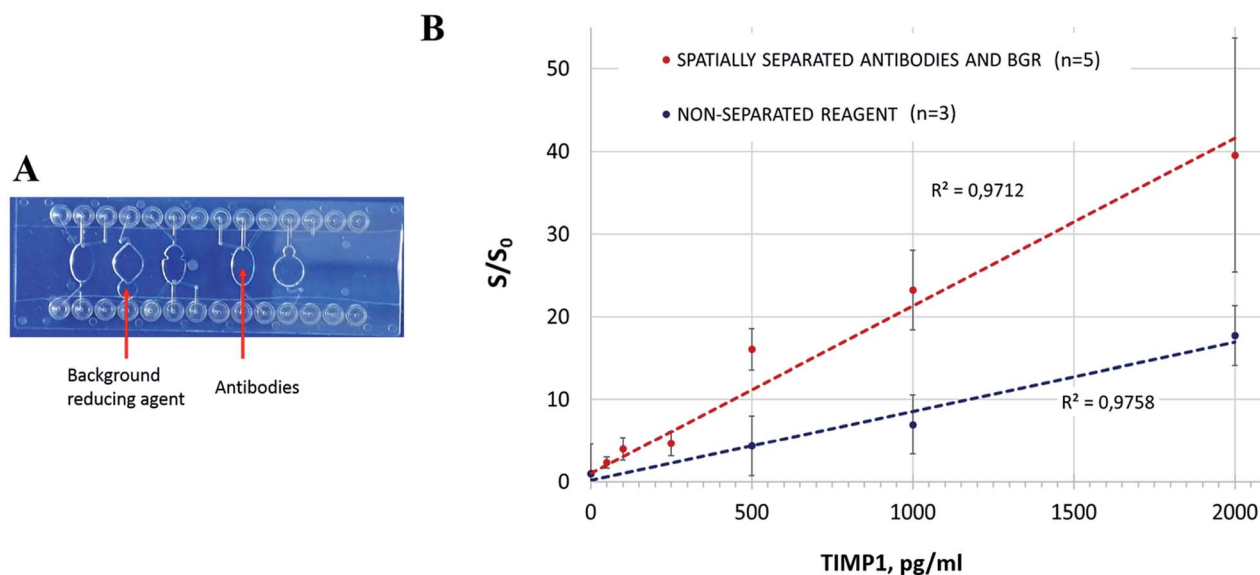 A
Background
reducing agent
Antibodies
B
SPATIALLY SEPARATED ANTIBODIES AND BGR (n=5)
NON-SEPARATED REAGENT (n=3)
R² = 0,9712
R² = 0,9758
S/S₀
50
40
30
20
10
0
0
500
1000
1500
2000
TIMP1, pg/ml